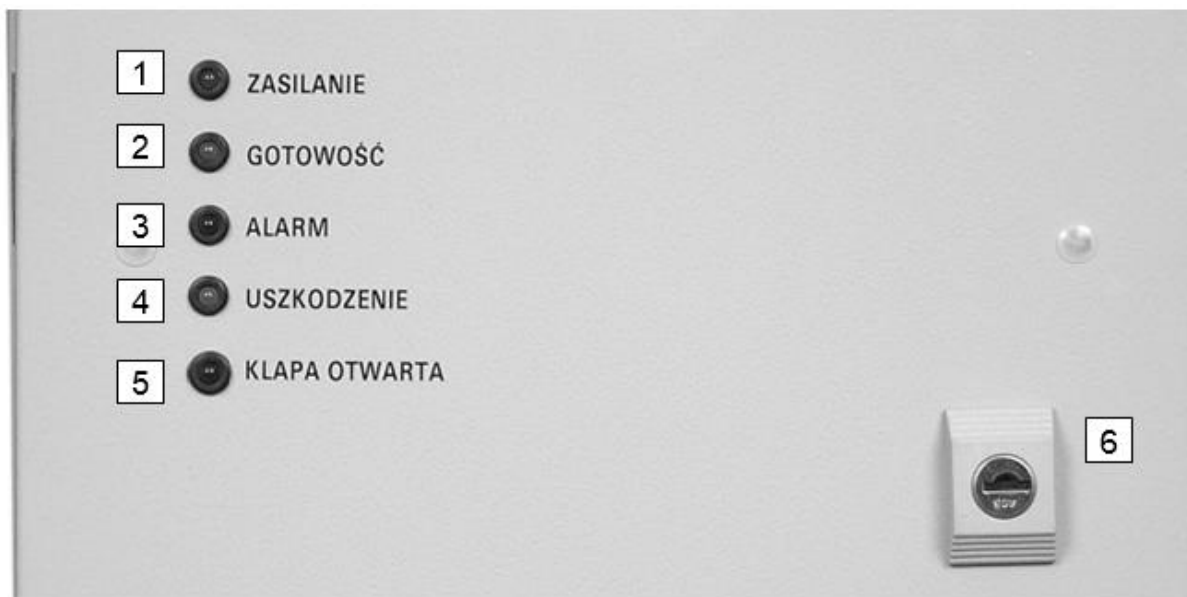 1 ZASILANIE
2 GOTOWOŚĆ
3 ALARM
4 USZKODZENIE
5 KLAPA OTWARTA
6